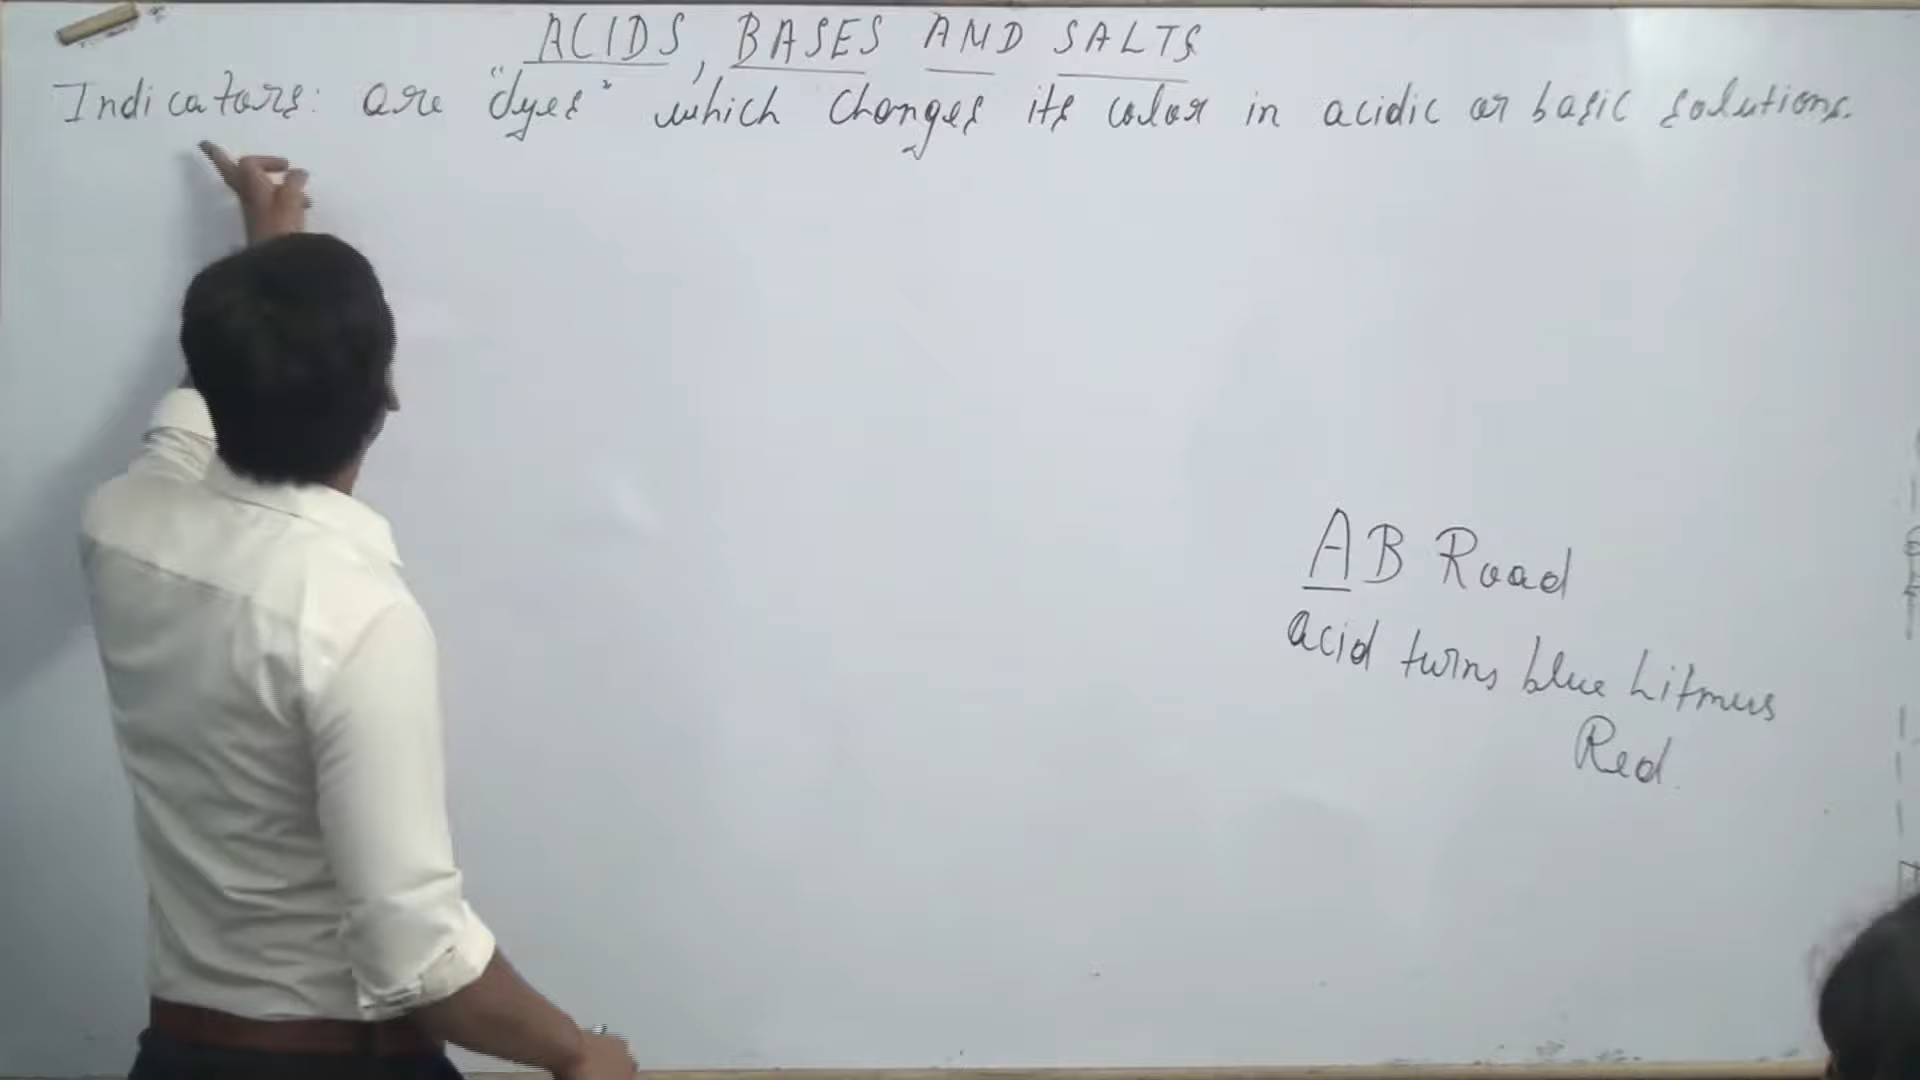 ACIDS, BASES AND SALTS
Indicators: are "dyes" which changes its color in acidic or basic solutions.
AB Road
acid turns blue Litmus
Red.